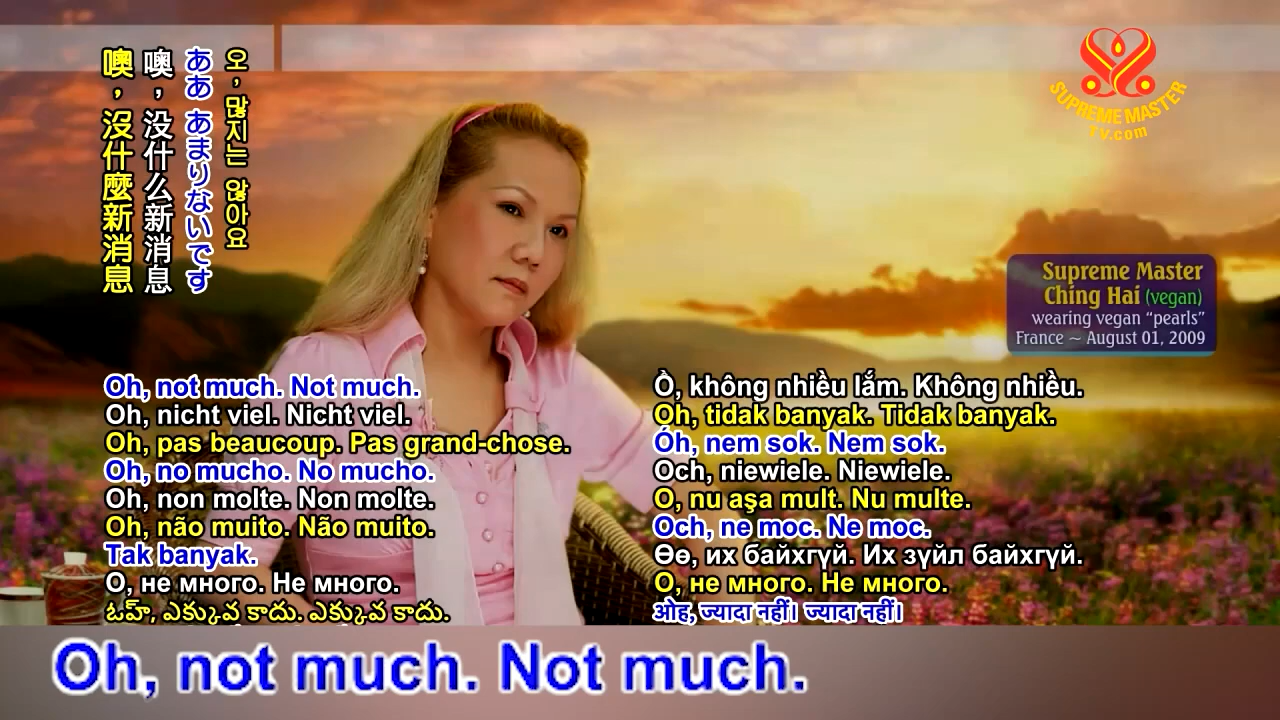 오, 많지는 않아요
ああ あまりないです
噢，没什么新消息
噢，沒什麼新消息
SUPREME MASTER
TV.com
Supreme Master
Ching Hai (vegan)
wearing vegan “pearls”
France ~ August 01, 2009
Oh, not much. Not much.
Oh, nicht viel. Nicht viel.
Oh, pas beaucoup. Pas grand-chose.
Oh, no mucho. No mucho.
Oh, non molte. Non molte.
Oh, não muito. Não muito.
Tak banyak.
О, не много. Не много.
ఓహ్, ఎక్కువ కాదు. ఎక్కువ కాదు.
Ồ, không nhiều lắm. Không nhiều.
Oh, tidak banyak. Tidak banyak.
Óh, nem sok. Nem sok.
Och, niewiele. Niewiele.
O, nu aşa mult. Nu multe.
Och, ne moc. Ne moc.
Өө, их байхгүй. Их зүйл байхгүй.
О, не много. Не много.
ओह, ज्यादा नहीं। ज्यादा नहीं।
Oh, not much. Not much.